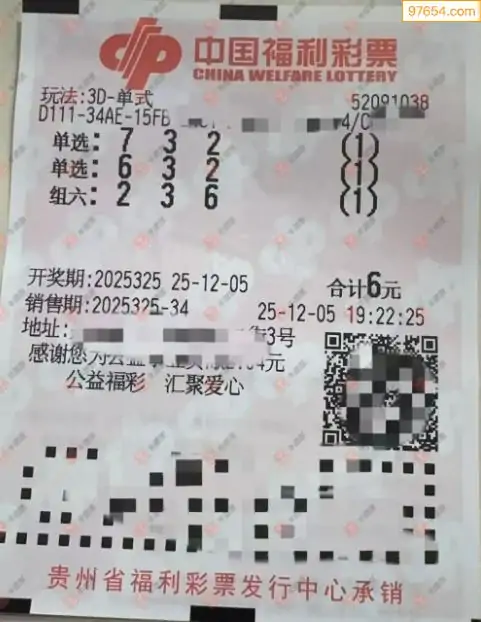 97654.com
中国福利彩票
CHINA WELFARE LOTTERY
玩法:3D-单式 52081038
D111-34AE-15FB
单选: 7 3 2 (1)
单选: 6 3 2 (1)
组六: 2 3 6 (1)
开奖期:2025325 25-12-05 合计6元
销售期:2025325-34 25-12-05 19:22:25
地址: 3号
感谢您为公益 元
公益福彩 汇聚爱心
贵州省福利彩票发行中心承销